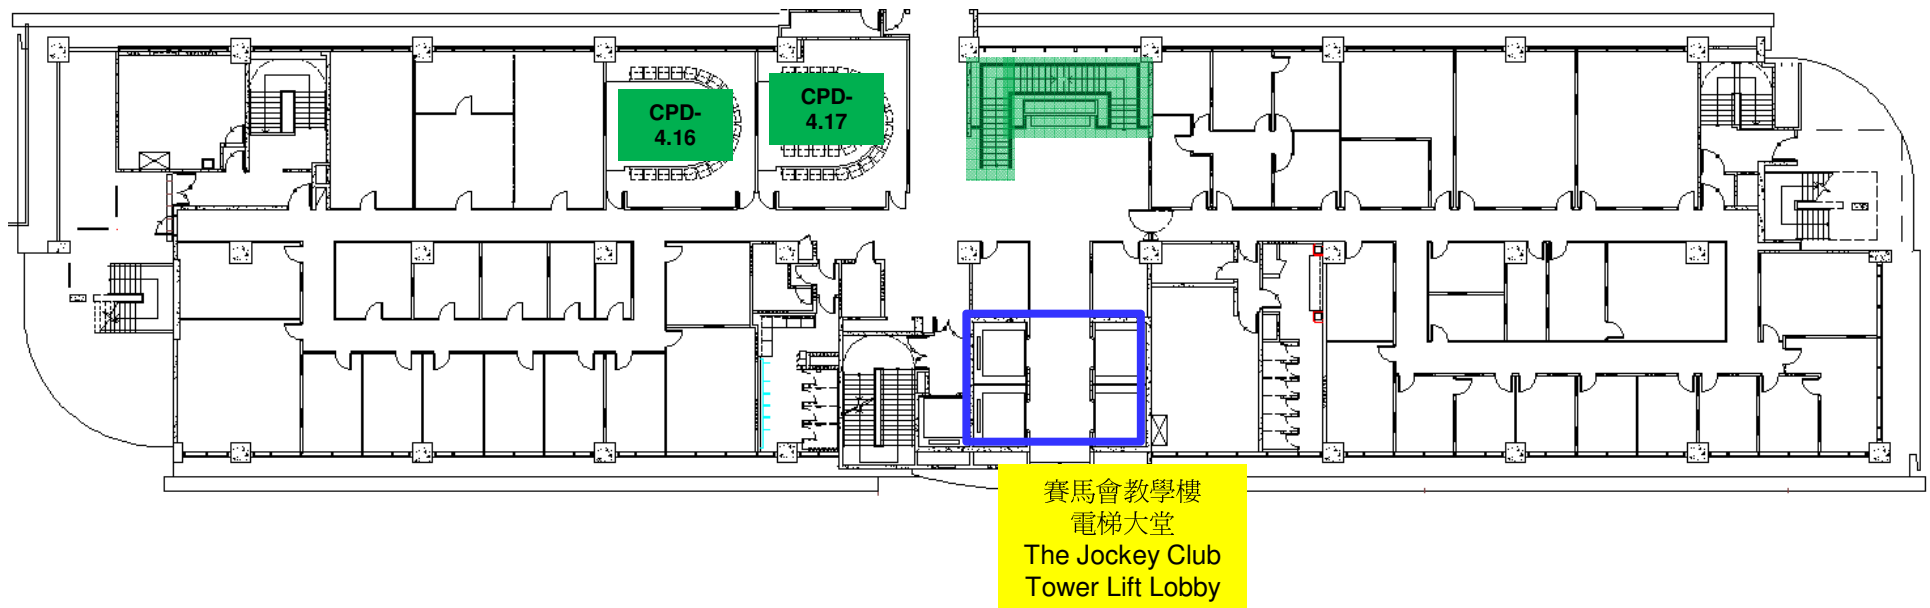 CPD-
4.16
CPD-
4.17
賽馬會教學樓
電梯大堂
The Jockey Club
Tower Lift Lobby